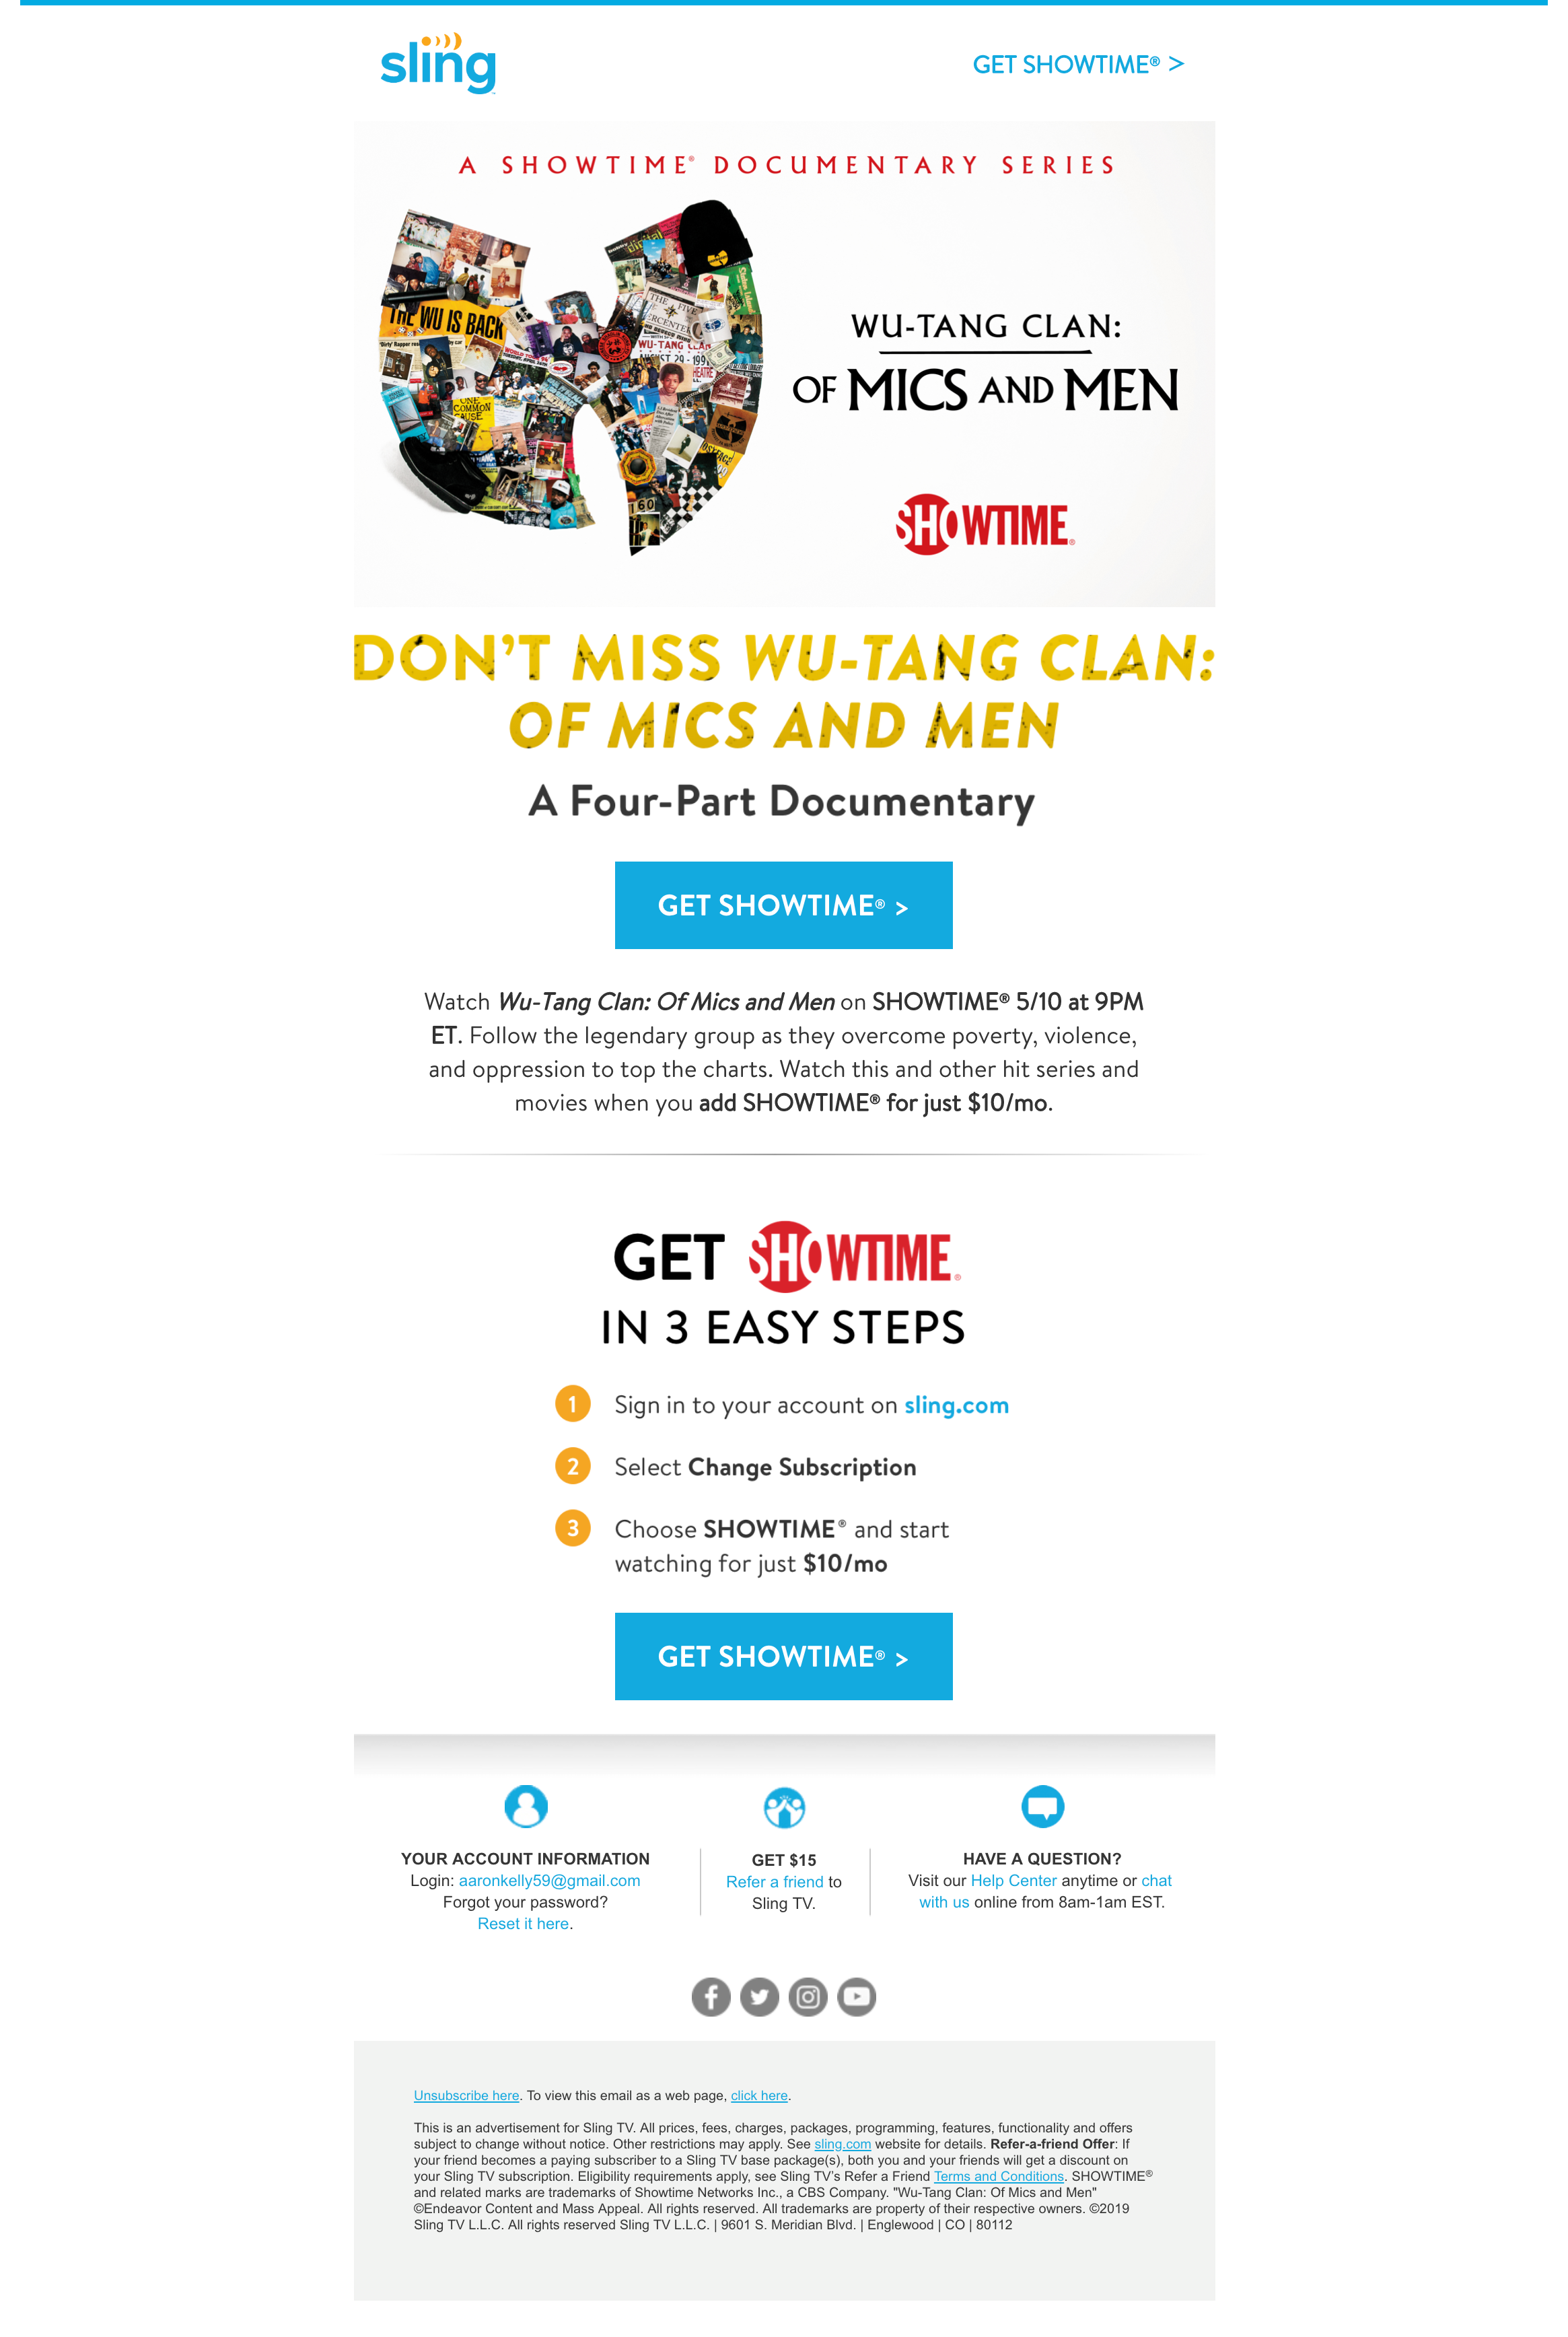 sling
GET SHOWTIME® >
A SHOWTIME® DOCUMENTARY SERIES
THE WU IS BACK
THE FIVE
WU-TANG CLAN
ONE
COMMON
160
WU-TANG CLAN:
OF MICS AND MEN
SHOWTIME®
DON'T MISS WU-TANG CLAN:
OF MICS AND MEN
A Four-Part Documentary
GET SHOWTIME® >
Watch Wu-Tang Clan: Of Mics and Men on SHOWTIME® 5/10 at 9PM
ET. Follow the legendary group as they overcome poverty, violence,
and oppression to top the charts. Watch this and other hit series and
movies when you add SHOWTIME® for just $10/mo.
GET SHOWTIME®
IN 3 EASY STEPS
1 Sign in to your account on sling.com
2 Select Change Subscription
3 Choose SHOWTIME® and start
watching for just $10/mo
GET SHOWTIME® >
YOUR ACCOUNT INFORMATION
Login: aaronkelly59@gmail.com
Forgot your password?
Reset it here.
GET $15
Refer a friend to
Sling TV.
HAVE A QUESTION?
Visit our Help Center anytime or chat
with us online from 8am-1am EST.
Unsubscribe here. To view this email as a web page, click here.
This is an advertisement for Sling TV. All prices, fees, charges, packages, programming, features, functionality and offers
subject to change without notice. Other restrictions may apply. See sling.com website for details. Refer-a-friend Offer: If
your friend becomes a paying subscriber to a Sling TV base package(s), both you and your friends will get a discount on
your Sling TV subscription. Eligibility requirements apply, see Sling TV's Refer a Friend Terms and Conditions. SHOWTIME®
and related marks are trademarks of Showtime Networks Inc., a CBS Company. "Wu-Tang Clan: Of Mics and Men"
©Endeavor Content and Mass Appeal. All rights reserved. All trademarks are property of their respective owners. ©2019
Sling TV L.L.C. All rights reserved Sling TV L.L.C. | 9601 S. Meridian Blvd. | Englewood | CO | 80112